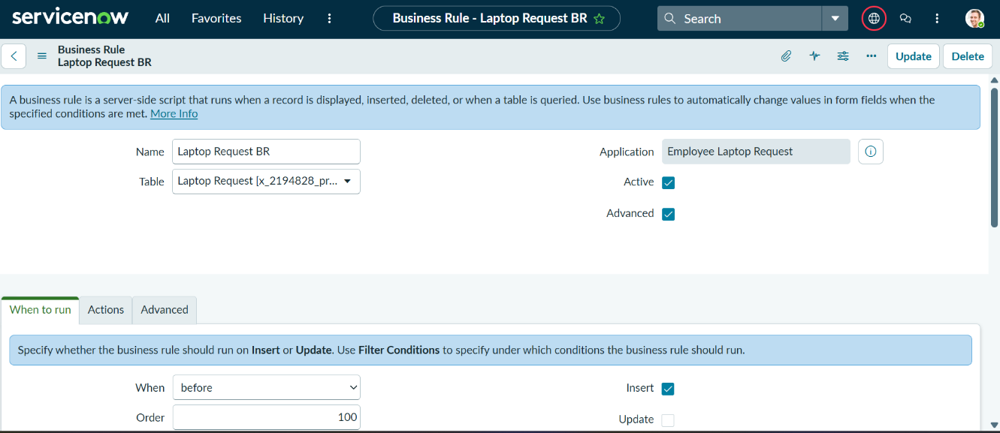 servicenow All Favorites History Business Rule - Laptop Request BR Search
Business Rule
Laptop Request BR
Update Delete
A business rule is a server-side script that runs when a record is displayed, inserted, deleted, or when a table is queried. Use business rules to automatically change values in form fields when the
specified conditions are met. More Info
Name Laptop Request BR
Application Employee Laptop Request
Table Laptop Request [x_2194828_pr...
Active
Advanced
When to run Actions Advanced
Specify whether the business rule should run on Insert or Update. Use Filter Conditions to specify under which conditions the business rule should run.
When before
Insert
Order 100
Update